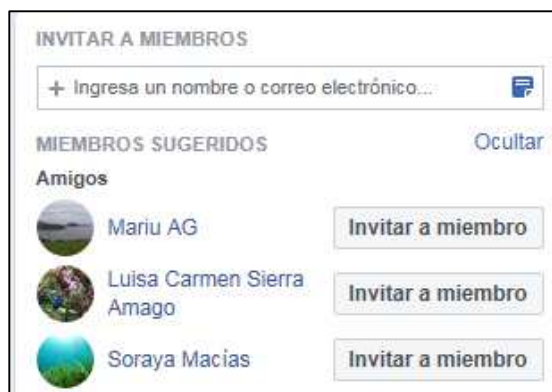 INVITAR A MIEMBROS
+ Ingresa un nombre o correo electrónico...
MIEMBROS SUGERIDOS Ocultar
Amigos
Mariu AG Invitar a miembro
Luisa Carmen Sierra
Amago Invitar a miembro
Soraya Macías Invitar a miembro